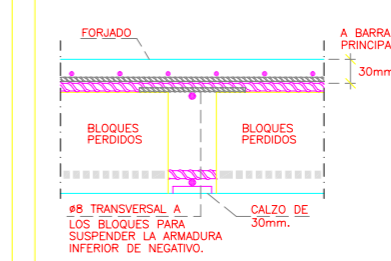 FORJADO
A BARRA
PRINCIPA
30mm
BLOQUES
PERDIDOS
BLOQUES
PERDIDOS
ø8 TRANSVERSAL A
LOS BLOQUES PARA
SUSPENDER LA ARMADURA
INFERIOR DE NEGATIVO.
CALZO DE
30mm.